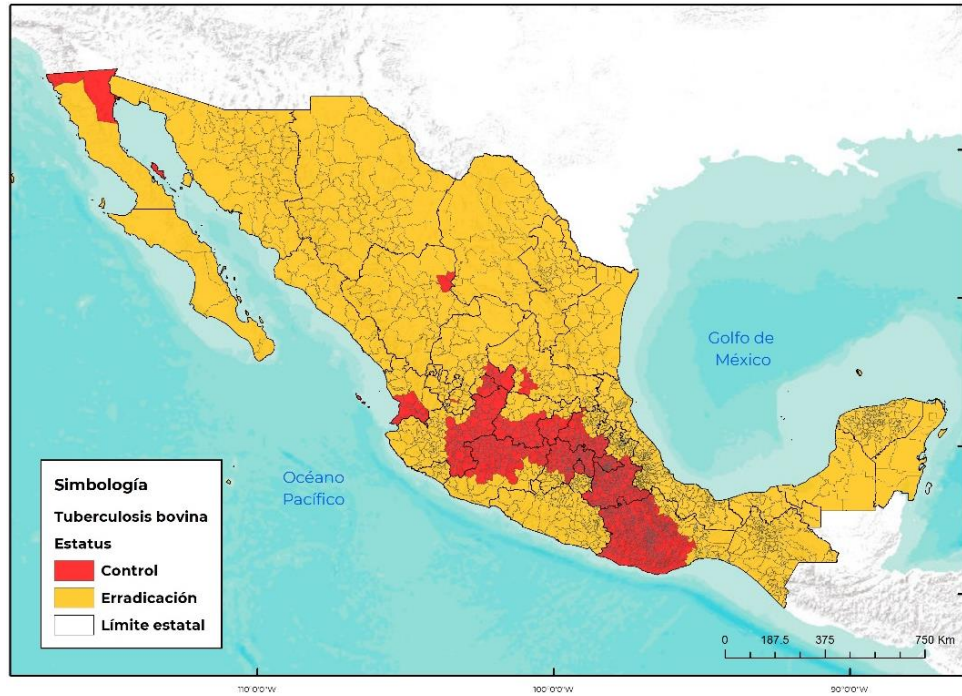 Golfo de
México
Océano
Pacífico
Simbología
Tuberculosis bovina
Estatus
Control
Erradicación
Límite estatal
0 187.5 375 750 Km
110°0'0"W 100°0'0"W 90°0'0"W